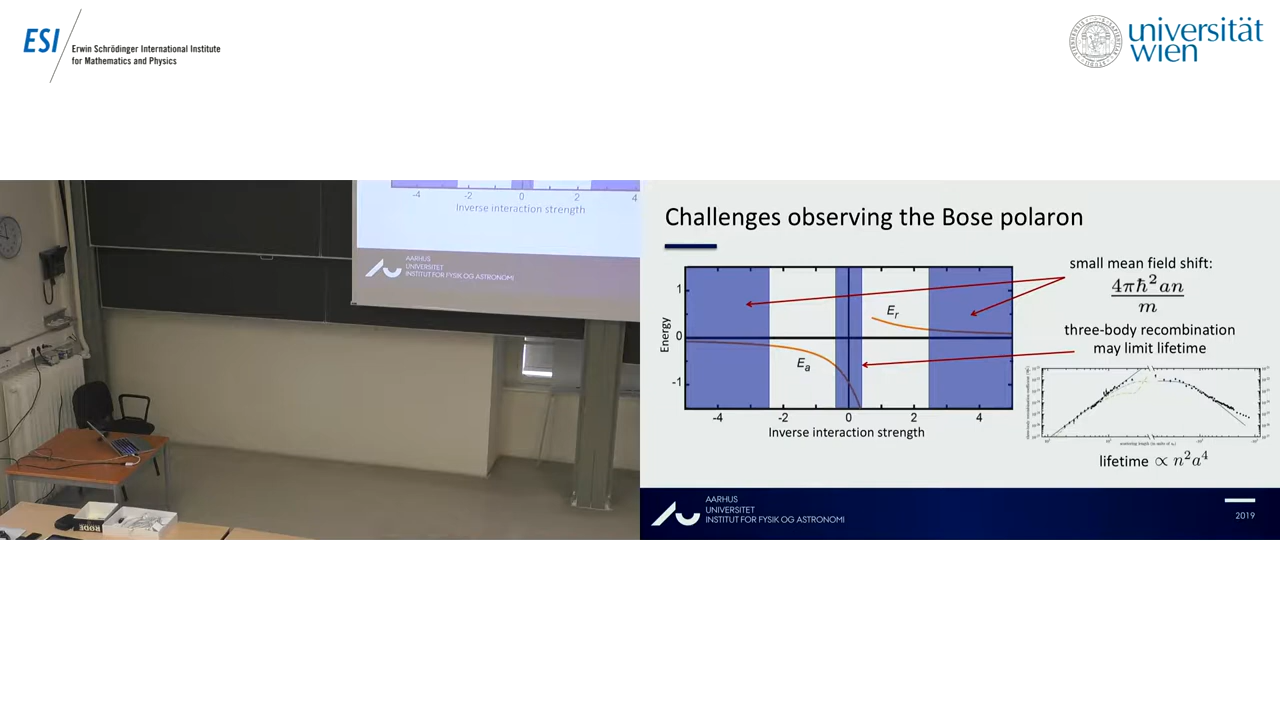 ESI
Erwin Schrödinger International Institute
for Mathematics and Physics
universität
wien
-4 -2 0 2 4
Inverse interaction strength
AARHUS
UNIVERSITET
INSTITUT FOR FYSIK OG ASTRONOMI
RØDE
Challenges observing the Bose polaron
small mean field shift:
4πħ²an
m
three-body recombination
may limit lifetime
Energy
1
0
-1
Er
Ea
-4 -2 0 2 4
Inverse interaction strength
lifetime ∝ n²a⁴
AARHUS
UNIVERSITET
INSTITUT FOR FYSIK OG ASTRONOMI
2019